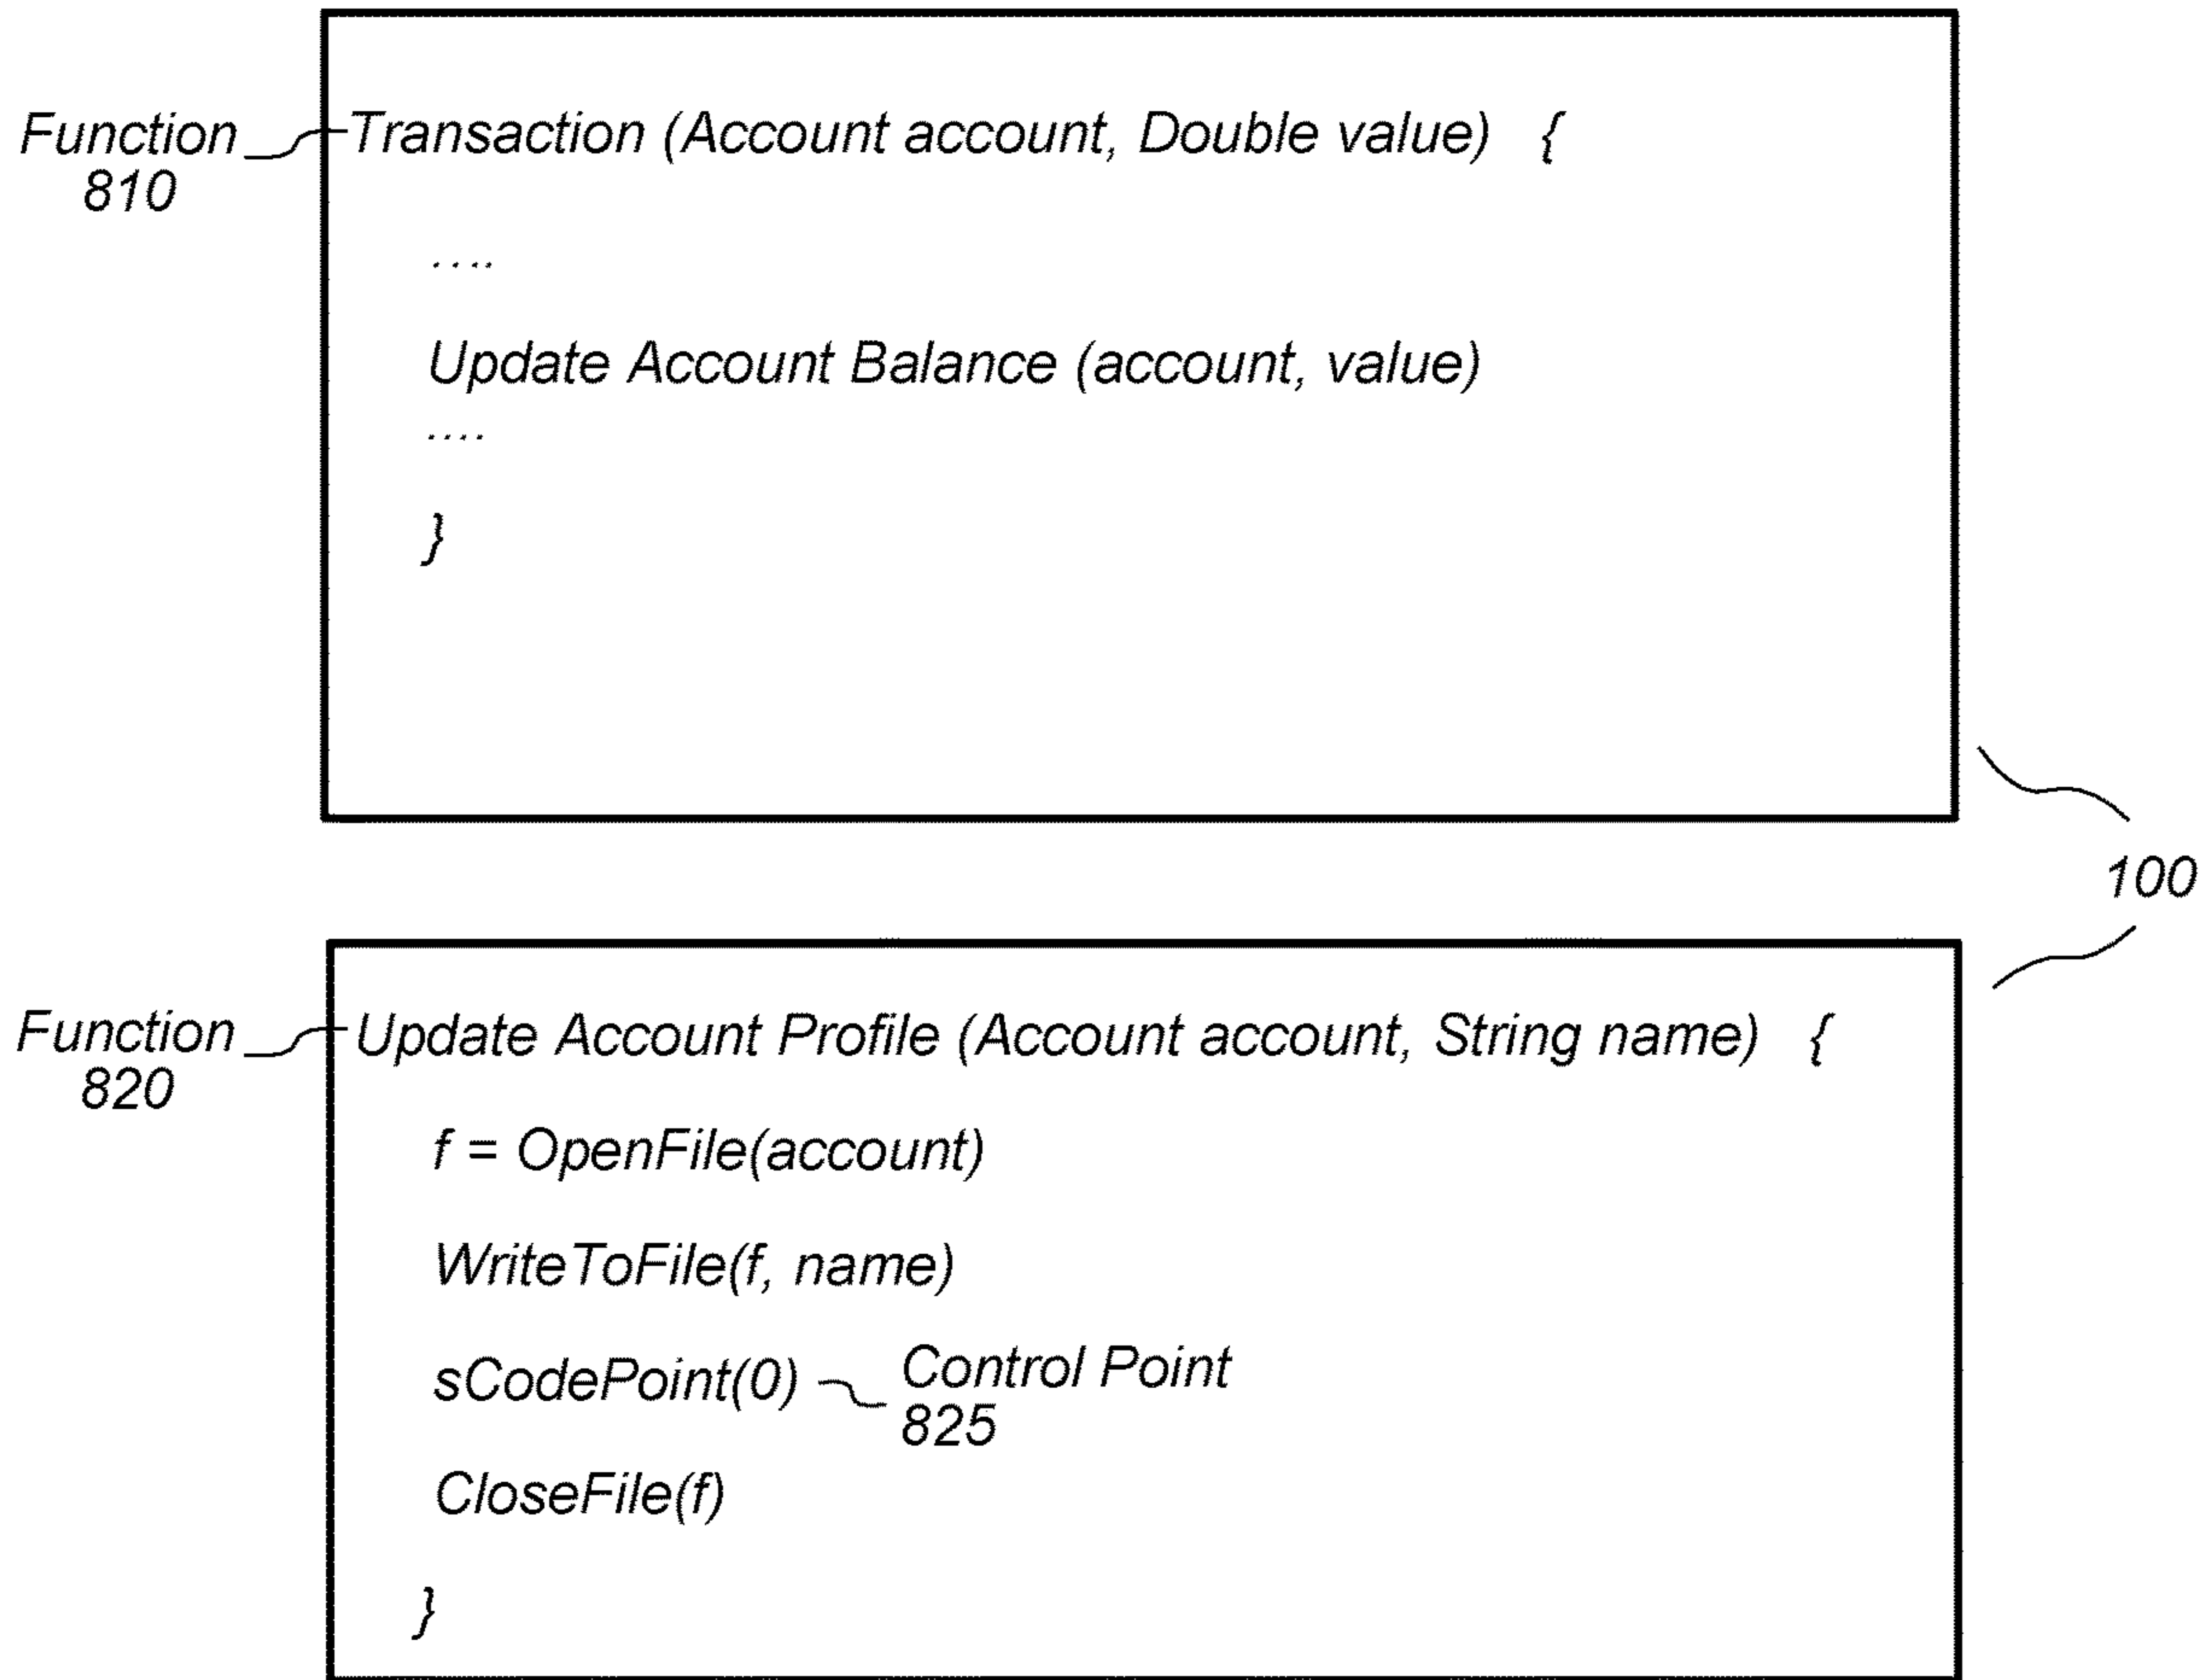 Function
810
Transaction (Account account, Double value) {
....
Update Account Balance (account, value)
....
}
100
Function
820
Update Account Profile (Account account, String name) {
f = OpenFile(account)
WriteToFile(f, name)
sCodePoint(0)
Control Point
825
CloseFile(f)
}